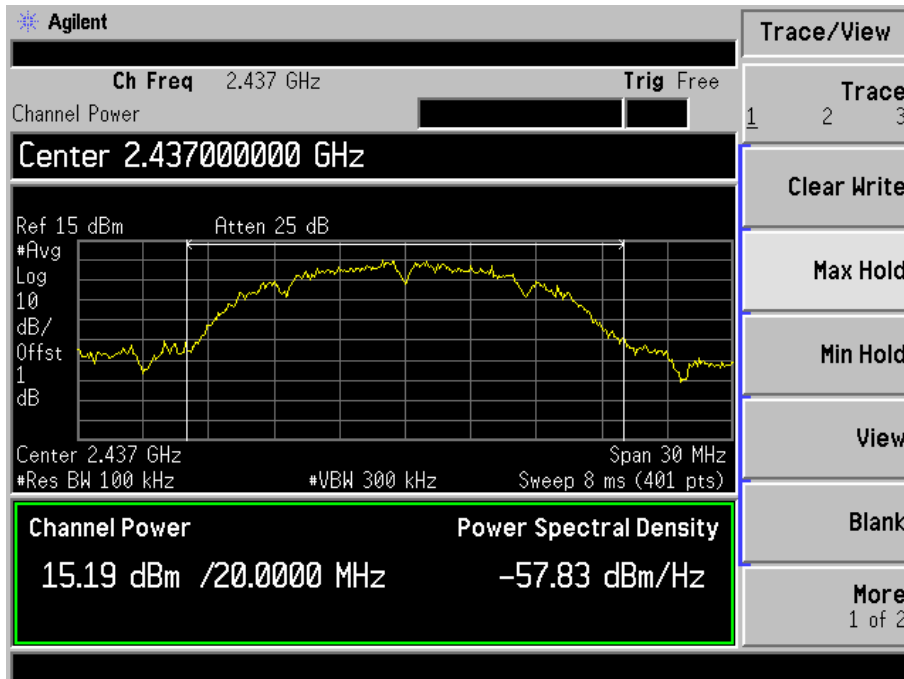 Agilent
Trace/View
Ch Freq 2.437 GHz Trig Free
Channel Power
Trace
1 2 3
Center 2.437000000 GHz
Clear Write
Ref 15 dBm Atten 25 dB
#Avg
Log
10
dB/
Offst
1
dB
Max Hold
Min Hold
Center 2.437 GHz Span 30 MHz
#Res BW 100 kHz #VBW 300 kHz Sweep 8 ms (401 pts)
View
Channel Power Power Spectral Density
15.19 dBm /20.0000 MHz -57.83 dBm/Hz
Blank
More
1 of 2